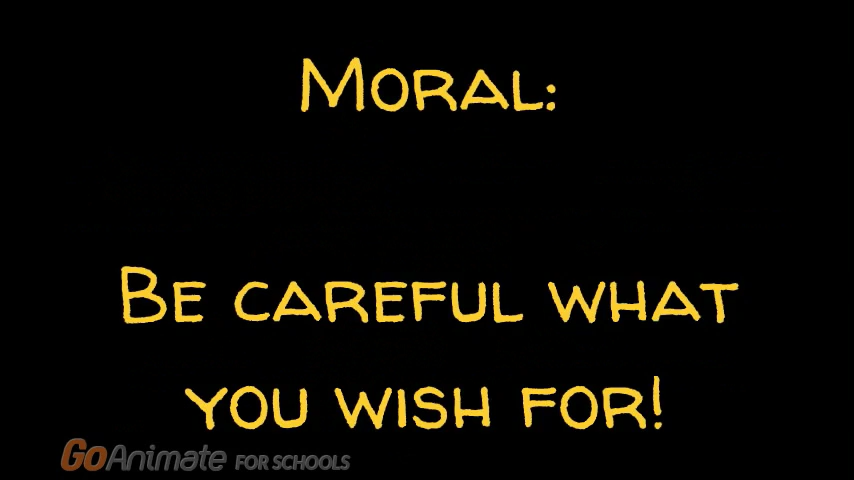 Moral:
Be careful what
you wish for!
GoAnimate FOR SCHOOLS